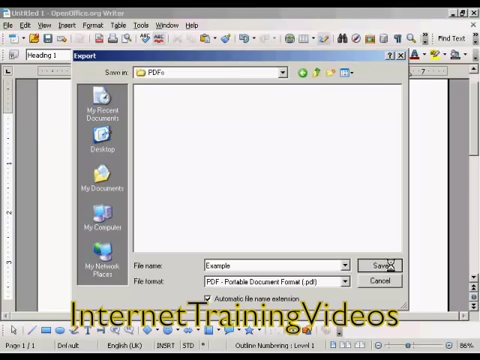 Untitled 1 - OpenOffice.org Writer
File Edit View Insert Format Table Tools Window Help
Find Text
Heading 1
Export
Save in: PDFs
My Recent Documents
Desktop
My Documents
My Computer
My Network Places
File name: Example Save
File format: PDF - Portable Document Format (.pdf) Cancel
Automatic file name extension
InternetTrainingVideos
Page 1 / 1 Default INSRT STD Outline Numbering : Level 1 86%